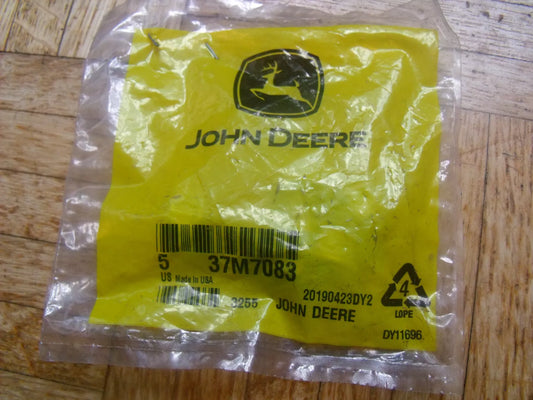 JOHN DEERE
5 37M7083
US Made in USA
20190423DY2
3255 JOHN DEERE
4
LDPE
DY11696